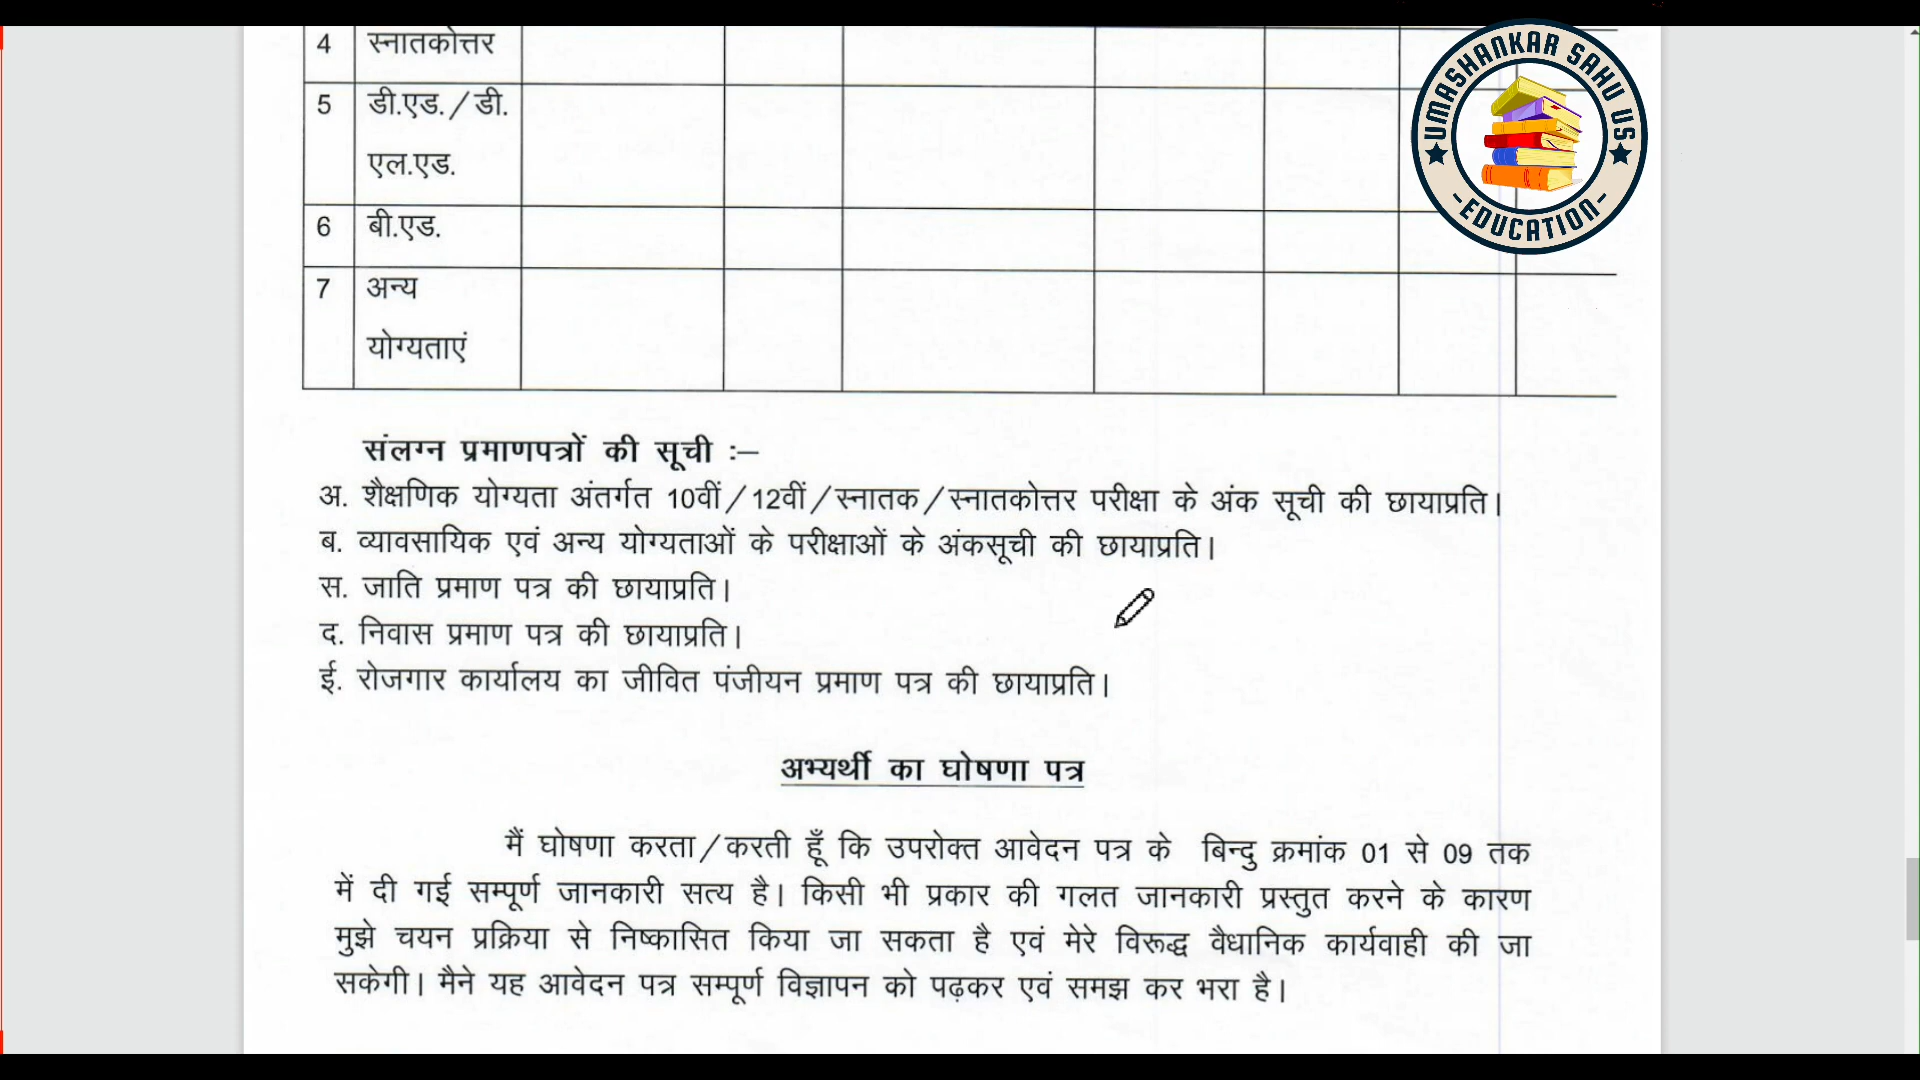 4 स्नातकोत्तर
5 डी.एड./डी.
एल.एड.
6 बी.एड.
7 अन्य
योग्यताएं
UMASHANKAR SAHU US
-EDUCATION-
संलग्न प्रमाणपत्रों की सूची :–
अ. शैक्षणिक योग्यता अंतर्गत 10वीं/12वीं/स्नातक/स्नातकोत्तर परीक्षा के अंक सूची की छायाप्रति।
ब. व्यावसायिक एवं अन्य योग्यताओं के परीक्षाओं के अंकसूची की छायाप्रति।
स. जाति प्रमाण पत्र की छायाप्रति।
द. निवास प्रमाण पत्र की छायाप्रति।
ई. रोजगार कार्यालय का जीवित पंजीयन प्रमाण पत्र की छायाप्रति।
अभ्यर्थी का घोषणा पत्र
मैं घोषणा करता/करती हूँ कि उपरोक्त आवेदन पत्र के बिन्दु क्रमांक 01 से 09 तक
में दी गई सम्पूर्ण जानकारी सत्य है। किसी भी प्रकार की गलत जानकारी प्रस्तुत करने के कारण
मुझे चयन प्रक्रिया से निष्कासित किया जा सकता है एवं मेरे विरूद्ध वैधानिक कार्यवाही की जा
सकेगी। मैने यह आवेदन पत्र सम्पूर्ण विज्ञापन को पढ़कर एवं समझ कर भरा है।